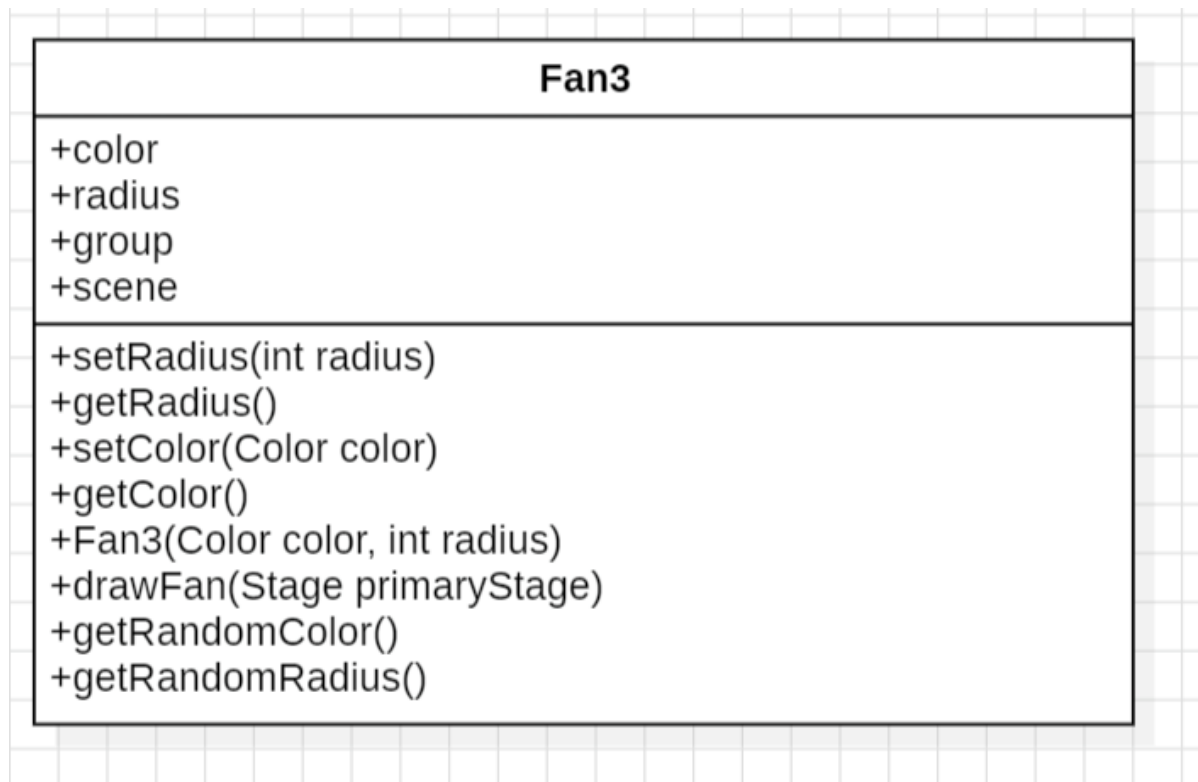 Fan3
+color
+radius
+group
+scene
+setRadius(int radius)
+getRadius()
+setColor(Color color)
+getColor()
+Fan3(Color color, int radius)
+drawFan(Stage primaryStage)
+getRandomColor()
+getRandomRadius()